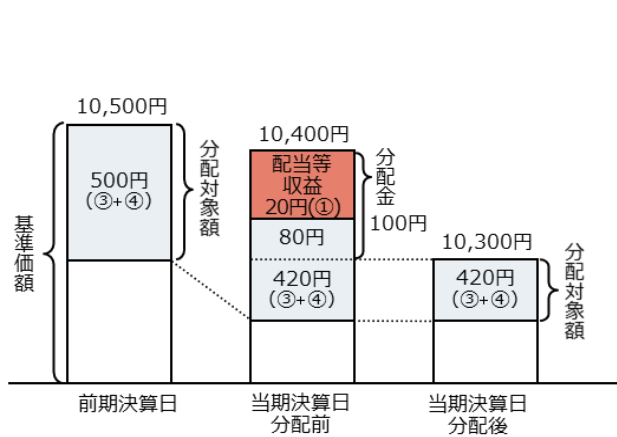 10,500円
500円
(③+④)
分配対象額
基準価額
10,400円
配当等
収益
20円(①)
80円
420円
(③+④)
分配金
100円
10,300円
420円
(③+④)
分配対象額
前期決算日
当期決算日
分配前
当期決算日
分配後